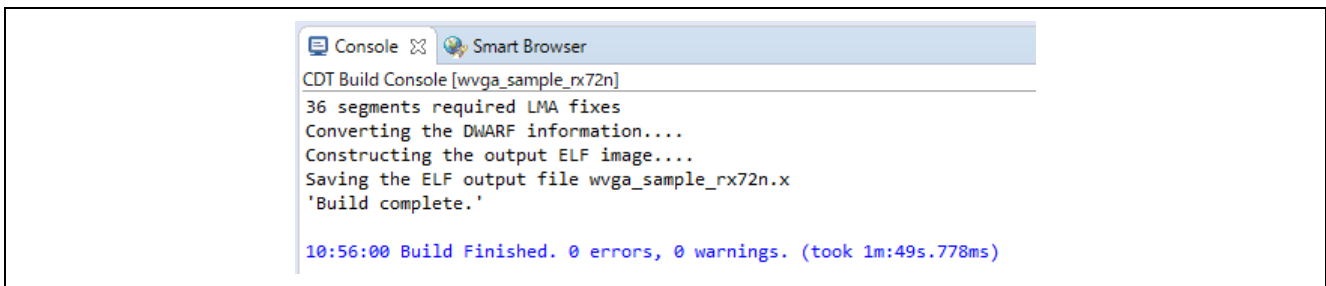 Console Smart Browser
CDT Build Console [wvga_sample_rx72n]
36 segments required LMA fixes
Converting the DWARF information....
Constructing the output ELF image....
Saving the ELF output file wvga_sample_rx72n.x
'Build complete.'
10:56:00 Build Finished. 0 errors, 0 warnings. (took 1m:49s.778ms)